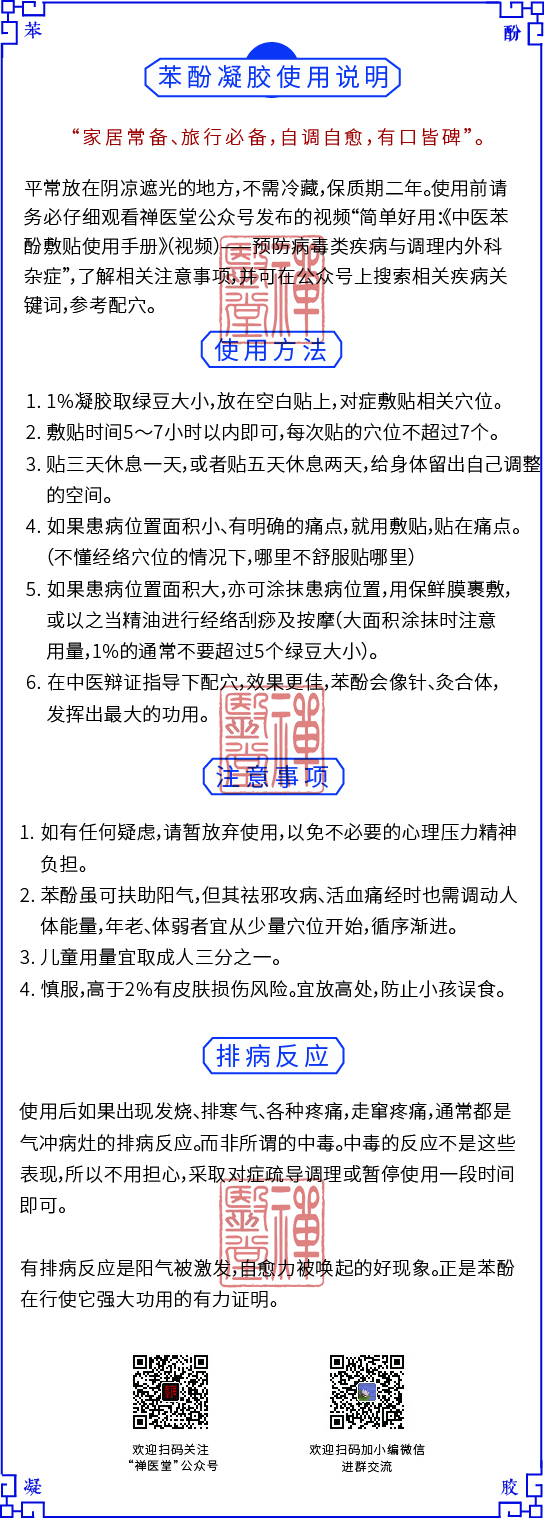 苯 酚
苯酚凝胶使用说明
“家居常备、旅行必备，自调自愈，有口皆碑”。
平常放在阴凉遮光的地方，不需冷藏，保质期二年。使用前请
务必仔细观看禅医堂公众号发布的视频“简单好用：《中医苯
酚敷贴使用手册》（视频）——预防病毒类疾病与调理内外科
杂症”，了解相关注意事项，并可在公众号上搜索相关疾病关
键词，参考配穴。
使用方法
1. 1%凝胶取绿豆大小，放在空白贴上，对症敷贴相关穴位。
2. 敷贴时间5～7小时以内即可，每次贴的穴位不超过7个。
3. 贴三天休息一天，或者贴五天休息两天，给身体留出自己调整
的空间。
4. 如果患病位置面积小、有明确的痛点，就用敷贴，贴在痛点。
（不懂经络穴位的情况下，哪里不舒服贴哪里）
5. 如果患病位置面积大，亦可涂抹患病位置，用保鲜膜裹敷，
或以之当精油进行经络刮痧及按摩（大面积涂抹时注意
用量，1%的通常不要超过5个绿豆大小）。
6. 在中医辩证指导下配穴，效果更佳，苯酚会像针、灸合体，
发挥出最大的功用。
注意事项
1. 如有任何疑虑，请暂放弃使用，以免不必要的心理压力精神
负担。
2. 苯酚虽可扶助阳气，但其祛邪攻病、活血痛经时也需调动人
体能量，年老、体弱者宜从少量穴位开始，循序渐进。
3. 儿童用量宜取成人三分之一。
4. 慎服，高于2%有皮肤损伤风险。宜放高处，防止小孩误食。
排病反应
使用后如果出现发烧、排寒气、各种疼痛，走窜疼痛，通常都是
气冲病灶的排病反应。而非所谓的中毒。中毒的反应不是这些
表现，所以不用担心，采取对症疏导调理或暂停使用一段时间
即可。
有排病反应是阳气被激发，自愈力被唤起的好现象。正是苯酚
在行使它强大功用的有力证明。
欢迎扫码关注
“禅医堂”公众号
欢迎扫码加小编微信
进群交流
凝 胶
禅
醫堂